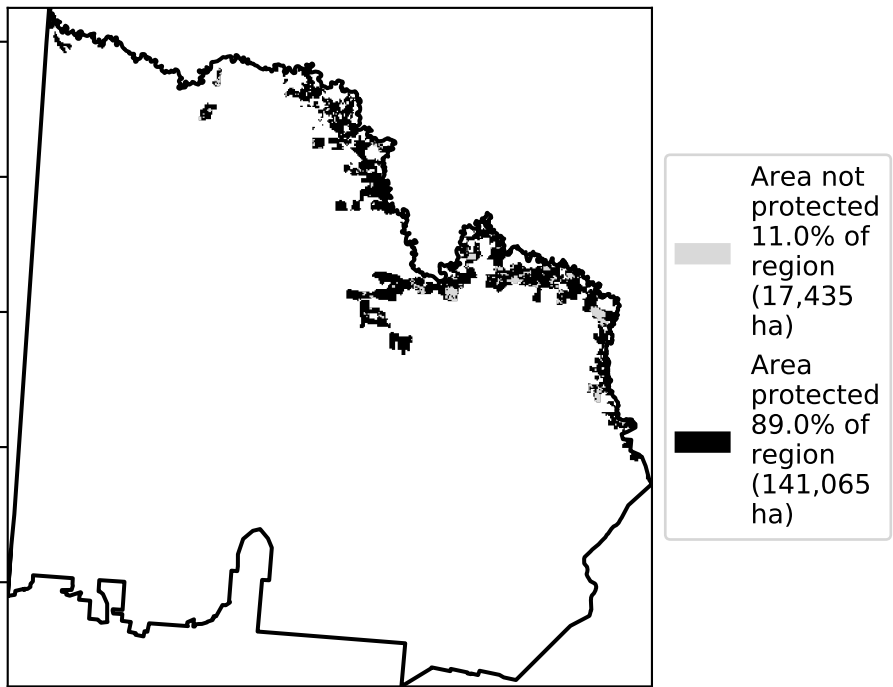 Area not
protected
11.0% of
region
(17,435
ha)
Area
protected
89.0% of
region
(141,065
ha)